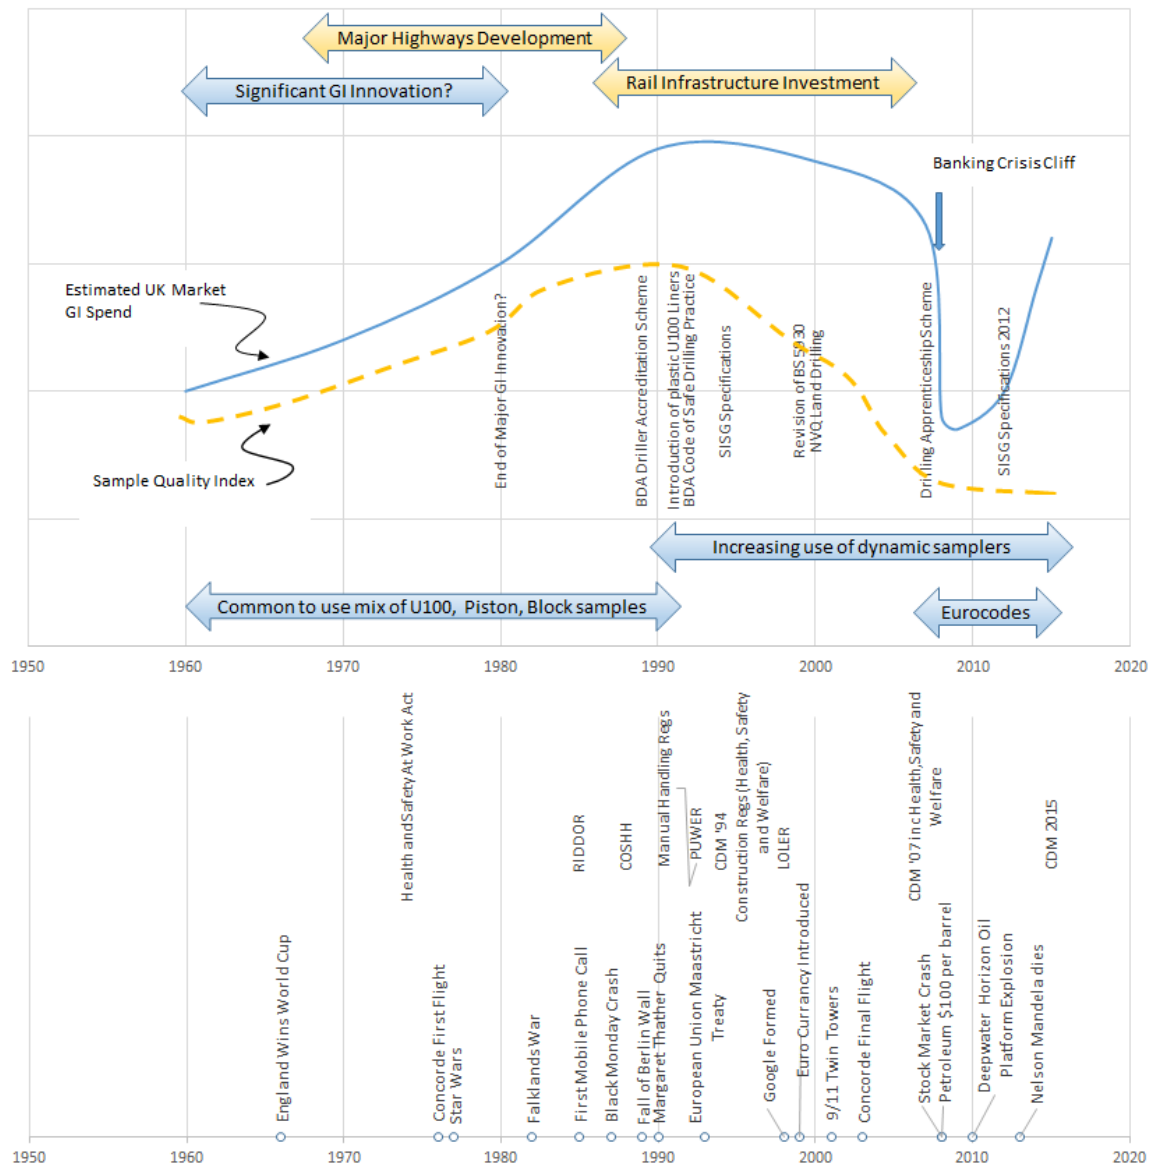 Major Highways Development
Rail Infrastructure Investment
Significant GI Innovation?
Banking Crisis Cliff
Estimated UK Market
GI Spend
Sample Quality Index
End of Major GI Innovation?
BDA Driller Accreditation Scheme
Introduction of plastic U100 Liners
BDA Code of Safe Drilling Practice
SISG Specifications
Revision of BS 5930
NVQ Land Drilling
Drilling Apprenticeship Scheme
SISG Specifications 2012
Increasing use of dynamic samplers
Common to use mix of U100, Piston, Block samples
Eurocodes
1950 1960 1970 1980 1990 2000 2010 2020
Health and Safety At Work Act
RIDDOR
COSHH
Manual Handling Regs
PUWER
CDM '94
Construction Regs (Health, Safety
and Welfare)
LOLER
CDM '07 inc Health, Safety and
Welfare
CDM 2015
England Wins World Cup
Concorde First Flight
Star Wars
Falklands War
First Mobile Phone Call
Black Monday Crash
Fall of Berlin Wall
Margaret Thather Quits
European Union Maastricht
Treaty
Google Formed
Euro Currancy Introduced
9/11 Twin Towers
Concorde Final Flight
Stock Market Crash
Petroleum $100 per barrel
Deepwater Horizon Oil
Platform Explosion
Nelson Mandela dies
1950 1960 1970 1980 1990 2000 2010 2020